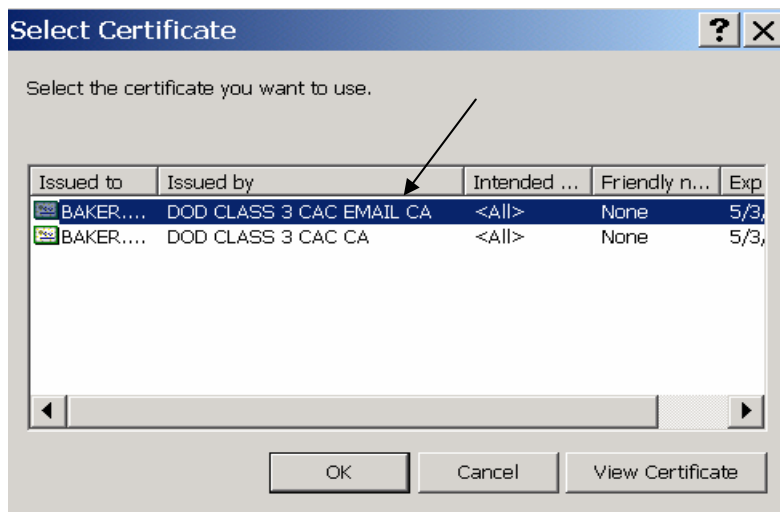 Select Certificate
Select the certificate you want to use.
Issued to Issued by Intended ... Friendly n... Exp
BAKER.... DOD CLASS 3 CAC EMAIL CA <All> None 5/3/
BAKER.... DOD CLASS 3 CAC CA <All> None 5/3/
OK Cancel View Certificate